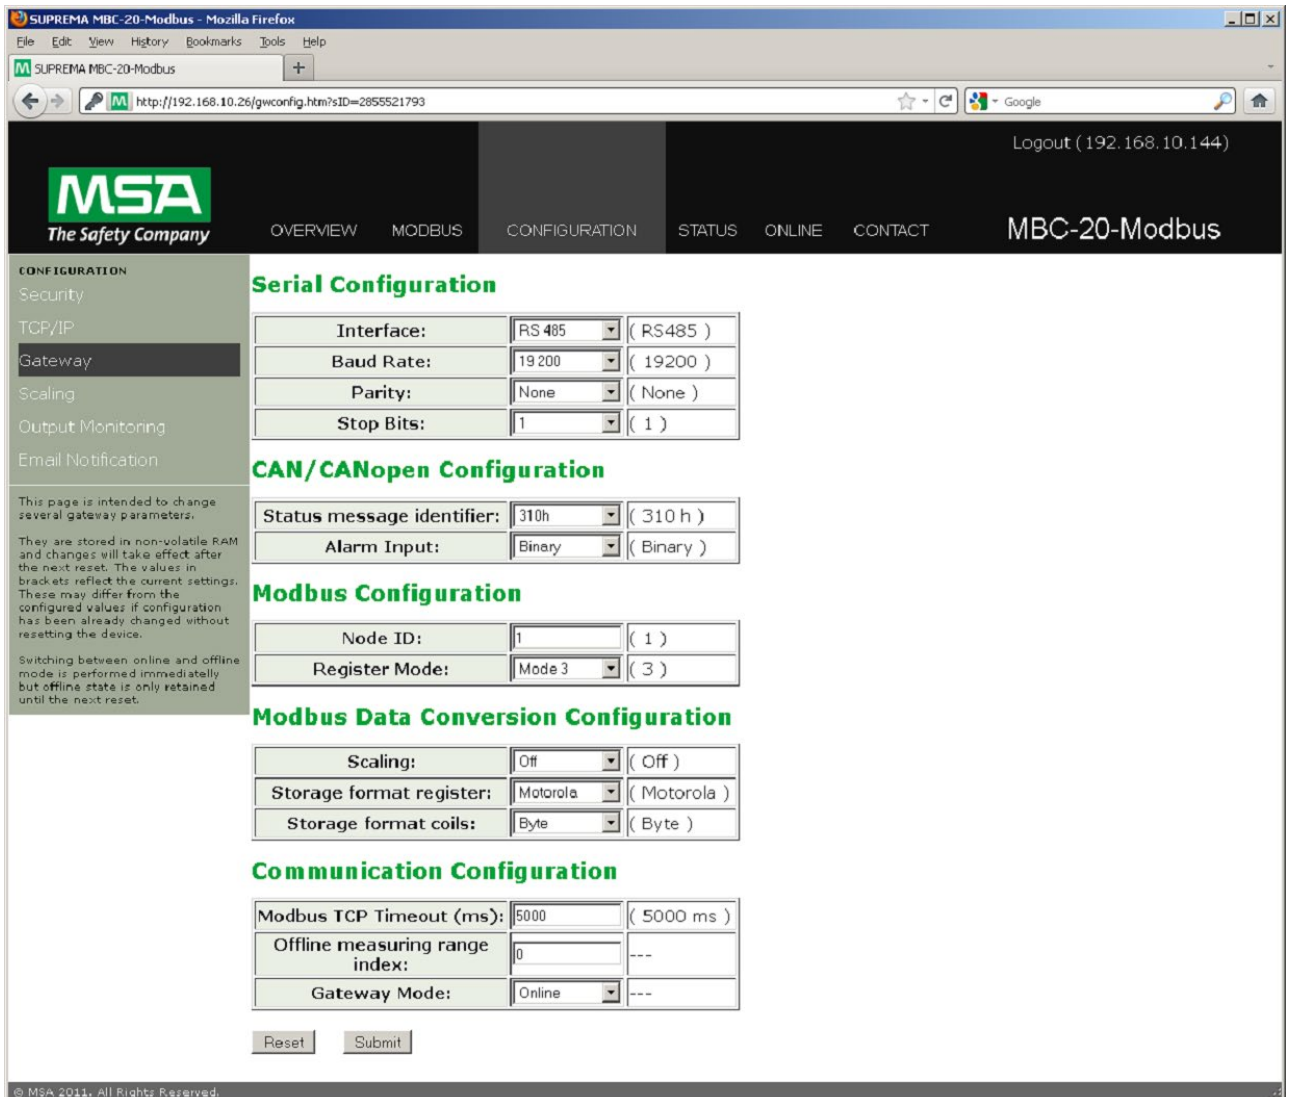 SUPREMA MBC-20-Modbus - Mozilla Firefox
File Edit View History Bookmarks Tools Help
M SUPREMA MBC-20-Modbus +
M http://192.168.10.26/gwconfig.htm?sID=2855521793 Google
Logout (192.168.10.144)
MSA
The Safety Company
OVERVIEW MODBUS CONFIGURATION STATUS ONLINE CONTACT MBC-20-Modbus
CONFIGURATION
Security
TCP/IP
Gateway
Scaling
Output Monitoring
Email Notification
This page is intended to change
several gateway parameters.
They are stored in non-volatile RAM
and changes will take effect after
the next reset. The values in
brackets reflect the current settings.
These may differ from the
configured values if configuration
has been already changed without
resetting the device.
Switching between online and offline
mode is performed immediatelly
but offline state is only retained
until the next reset.
Serial Configuration
Interface: RS 485 ( RS485 )
Baud Rate: 19 200 ( 19200 )
Parity: None ( None )
Stop Bits: 1 ( 1 )
CAN/CANopen Configuration
Status message identifier: 310h ( 310 h )
Alarm Input: Binary ( Binary )
Modbus Configuration
Node ID: 1 ( 1 )
Register Mode: Mode 3 ( 3 )
Modbus Data Conversion Configuration
Scaling: Off ( Off )
Storage format register: Motorola ( Motorola )
Storage format coils: Byte ( Byte )
Communication Configuration
Modbus TCP Timeout (ms): 5000 ( 5000 ms )
Offline measuring range
index: 0 ---
Gateway Mode: Online ---
Reset Submit
© MSA 2011. All Rights Reserved.